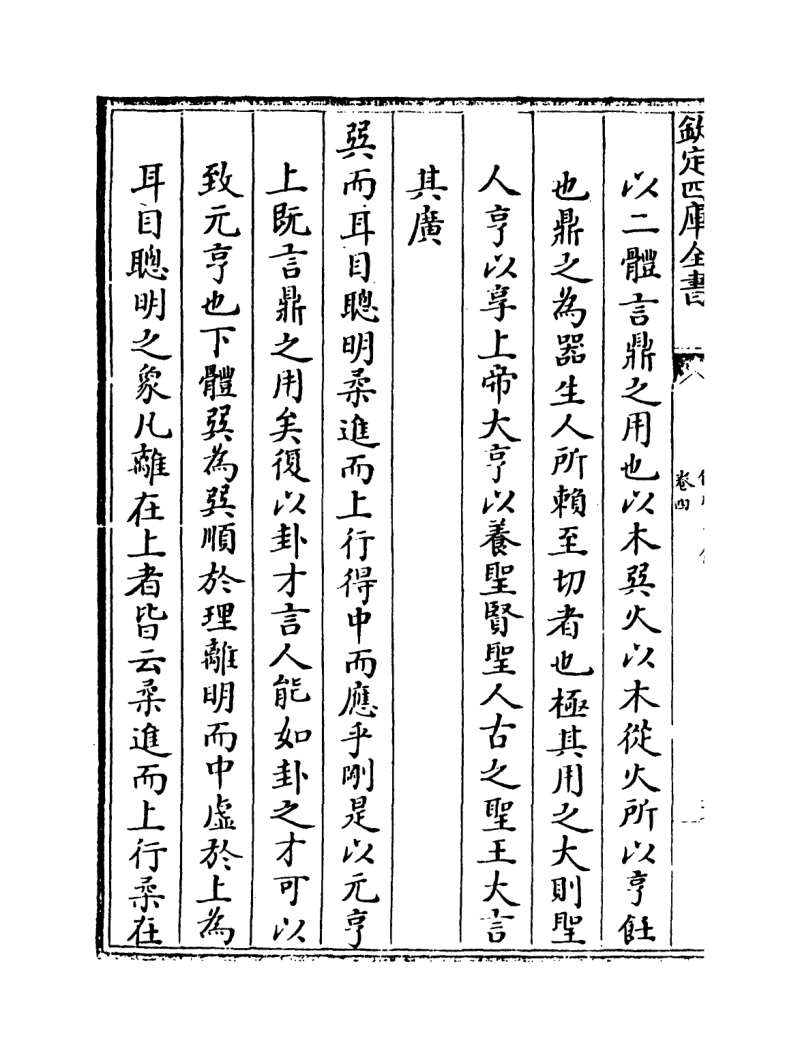 欽定四庫全書
卷四
以二體言鼎之用也以木巽火以木從火所以亨飪
也鼎之為器生人所賴至切者也極其用之大則聖
人亨以享上帝大亨以養聖賢聖人古之聖王大言
其廣
巽而耳目聰明柔進而上行得中而應乎剛是以元亨
上既言鼎之用矣復以卦才言人能如卦之才可以
致元亨也下體巽為巽順於理離明而中虛於上為
耳目聰明之象凡離在上者皆云柔進而上行柔在